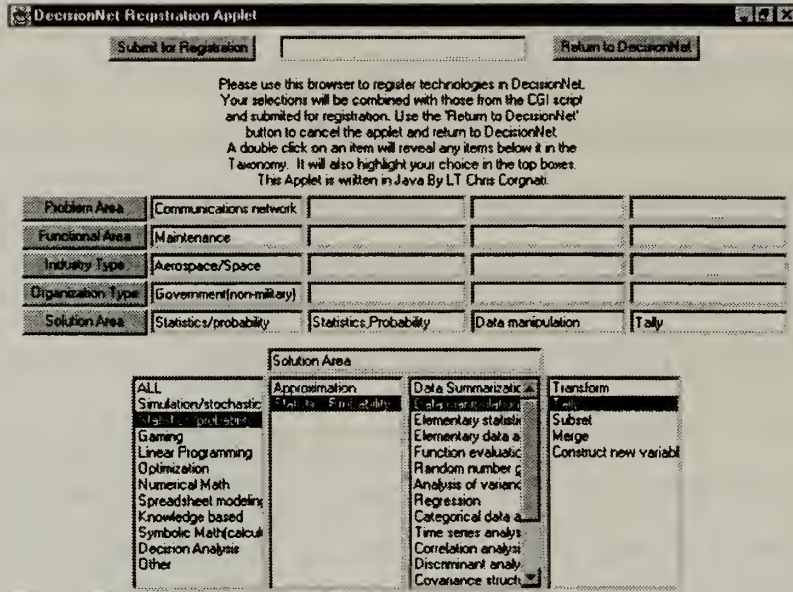 DecisionNet Registration Applet
Submit for Registration
Return to DecisionNet
Please use this browser to register technologies in DecisionNet.
Your selections will be combined with those from the CGI script
and submited for registration. Use the 'Return to DecisionNet'
button to cancel the applet and return to DecisionNet
A double click on an item will reveal any items below it in the
Taxonomy. It will also highlight your choice in the top boxes.
This Applet is written in Java By LT Chris Corgnati.
Problem Area Communications network
Functional Area Maintenance
Industry Type Aerospace/Space
Organization Type Government(non-military)
Solution Area Statistics/probability Statistics,Probability Data manipulation Tally
Solution Area
ALL
Simulation/stochastic
Statistics/probability
Gaming
Linear Programming
Optimization
Numerical Math
Spreadsheet modeling
Knowledge based
Symbolic Math(calcul
Decision Analysis
Other
Approximation
Statistics,Probability
Data Summarizatic
Data manipulation
Elementary statisti
Elementary data a
Function evaluatic
Random number g
Analysis of varianc
Regression
Categorical data a
Time series analys
Correlation analysi
Discriminant analy
Covariance structu
Transform
Tally
Subset
Merge
Construct new variabl